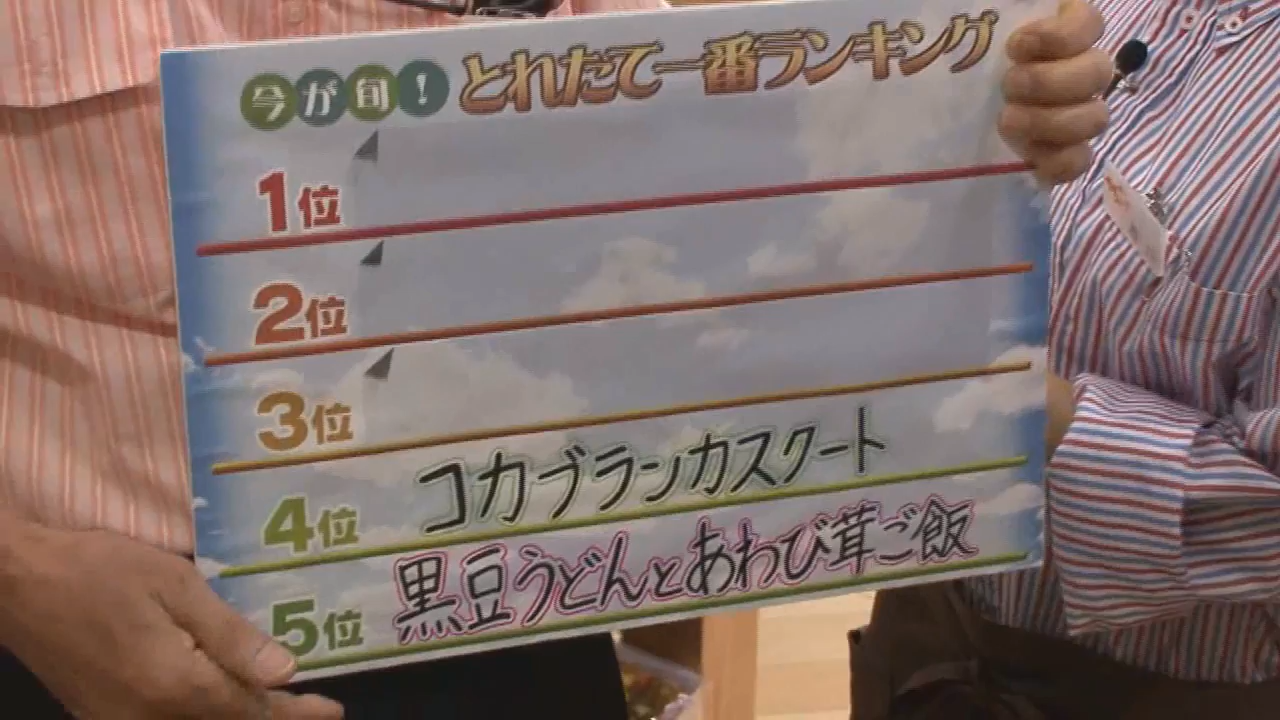 今が旬! とれたて一番ランキング
1位
2位
3位
4位 コカブランカスクート
5位 黒豆うどんとあわび茸ご飯